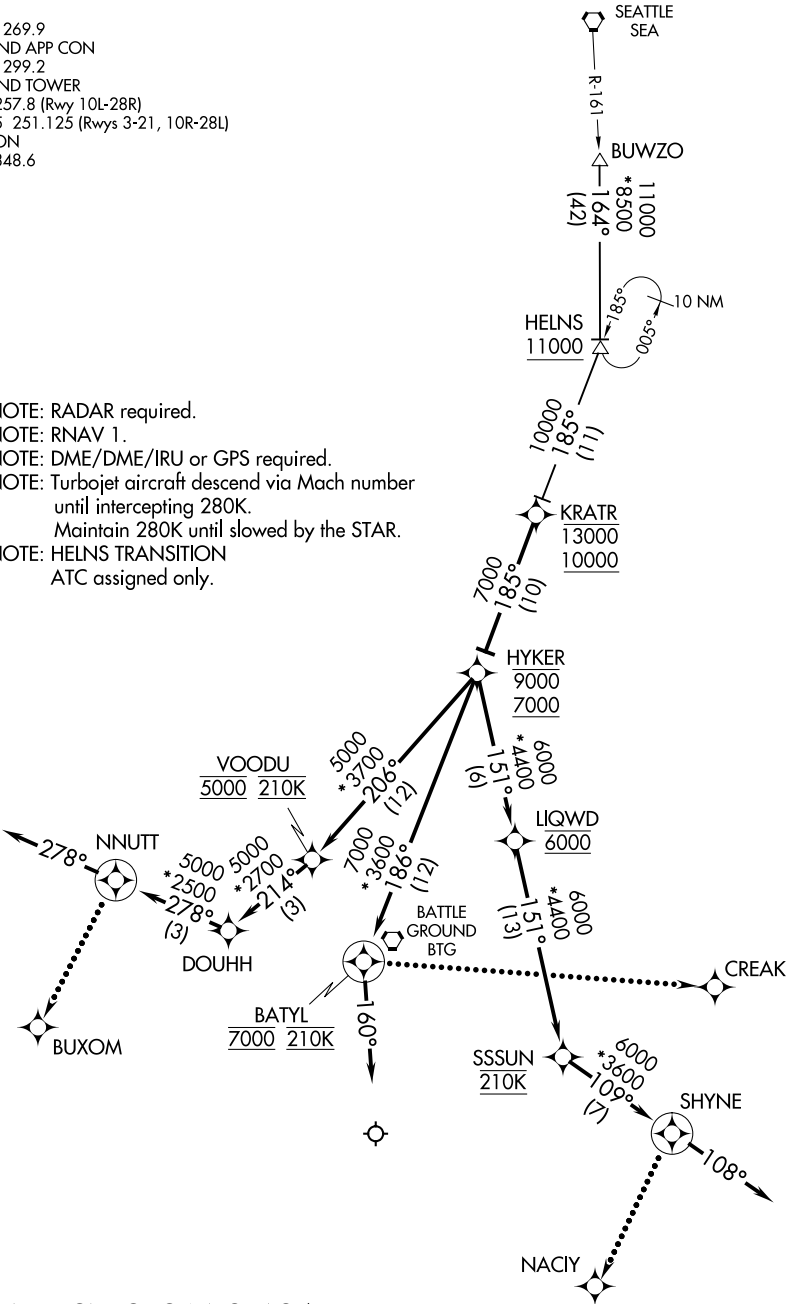 269.9
ND APP CON
299.2
ND TOWER
257.8 (Rwy 10L-28R)
5 251.125 (Rwys 3-21, 10R-28L)
ON
348.6
SEATTLE
SEA
R-161
BUWZO
11000
*8500
164°
(42)
HELNS
11000
185°
005°
10 NM
10000
185°
(11)
NOTE: RADAR required.
NOTE: RNAV 1.
NOTE: DME/DME/IRU or GPS required.
NOTE: Turbojet aircraft descend via Mach number
until intercepting 280K.
Maintain 280K until slowed by the STAR.
NOTE: HELNS TRANSITION
ATC assigned only.
KRATR
13000
10000
7000
185°
(10)
HYKER
9000
7000
VOODU
5000 210K
5000
*3700
206°
(12)
7000
*3600
186°
(12)
6000
*4400
151°
(6)
LIQWD
6000
NNUTT
278°
5000
*2500
278°
(3)
5000
*2700
214°
(3)
DOUHH
BUXOM
BATTLE
GROUND
BTG
BATYL
7000 210K
160°
CREAK
6000
*4400
151°
(13)
SSSUN
210K
6000
*3600
109°
(7)
SHYNE
108°
NACIY